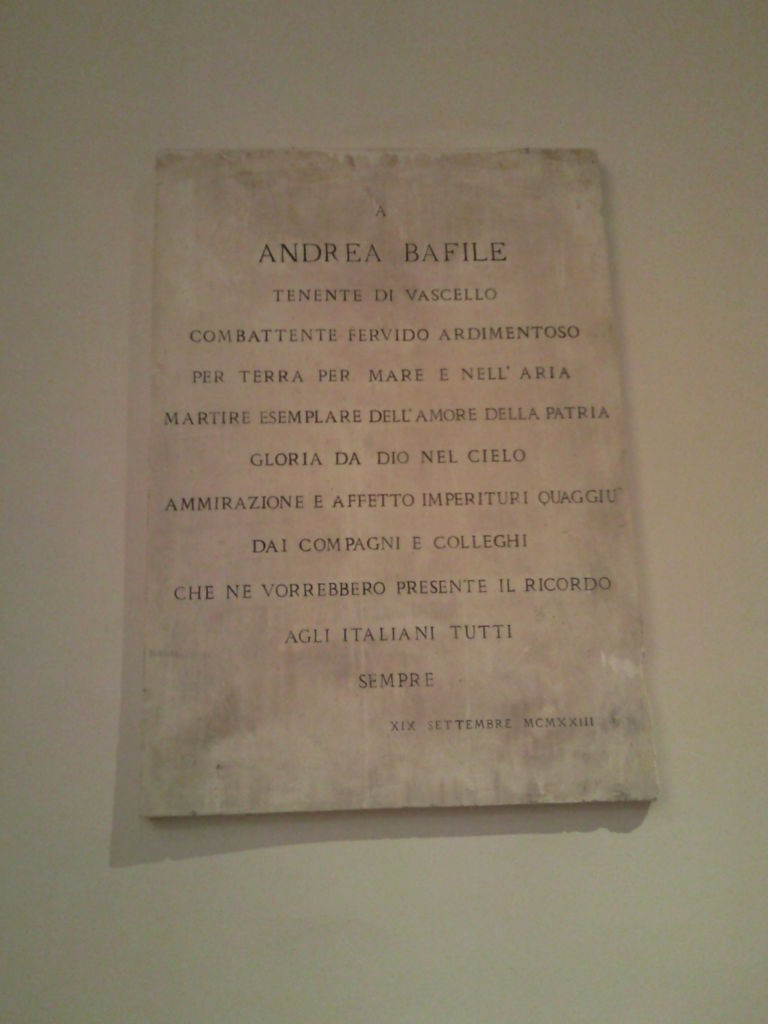 A
ANDREA BAFILE
TENENTE DI VASCELLO
COMBATTENTE FERVIDO ARDIMENTOSO
PER TERRA PER MARE E NELL' ARIA
MARTIRE ESEMPLARE DELL'AMORE DELLA PATRIA
GLORIA DA DIO NEL CIELO
AMMIRAZIONE E AFFETTO IMPERITURI QUAGGIU'
DAI COMPAGNI E COLLEGHI
CHE NE VORREBBERO PRESENTE IL RICORDO
AGLI ITALIANI TUTTI
SEMPRE
XIX SETTEMBRE MCMXXIII